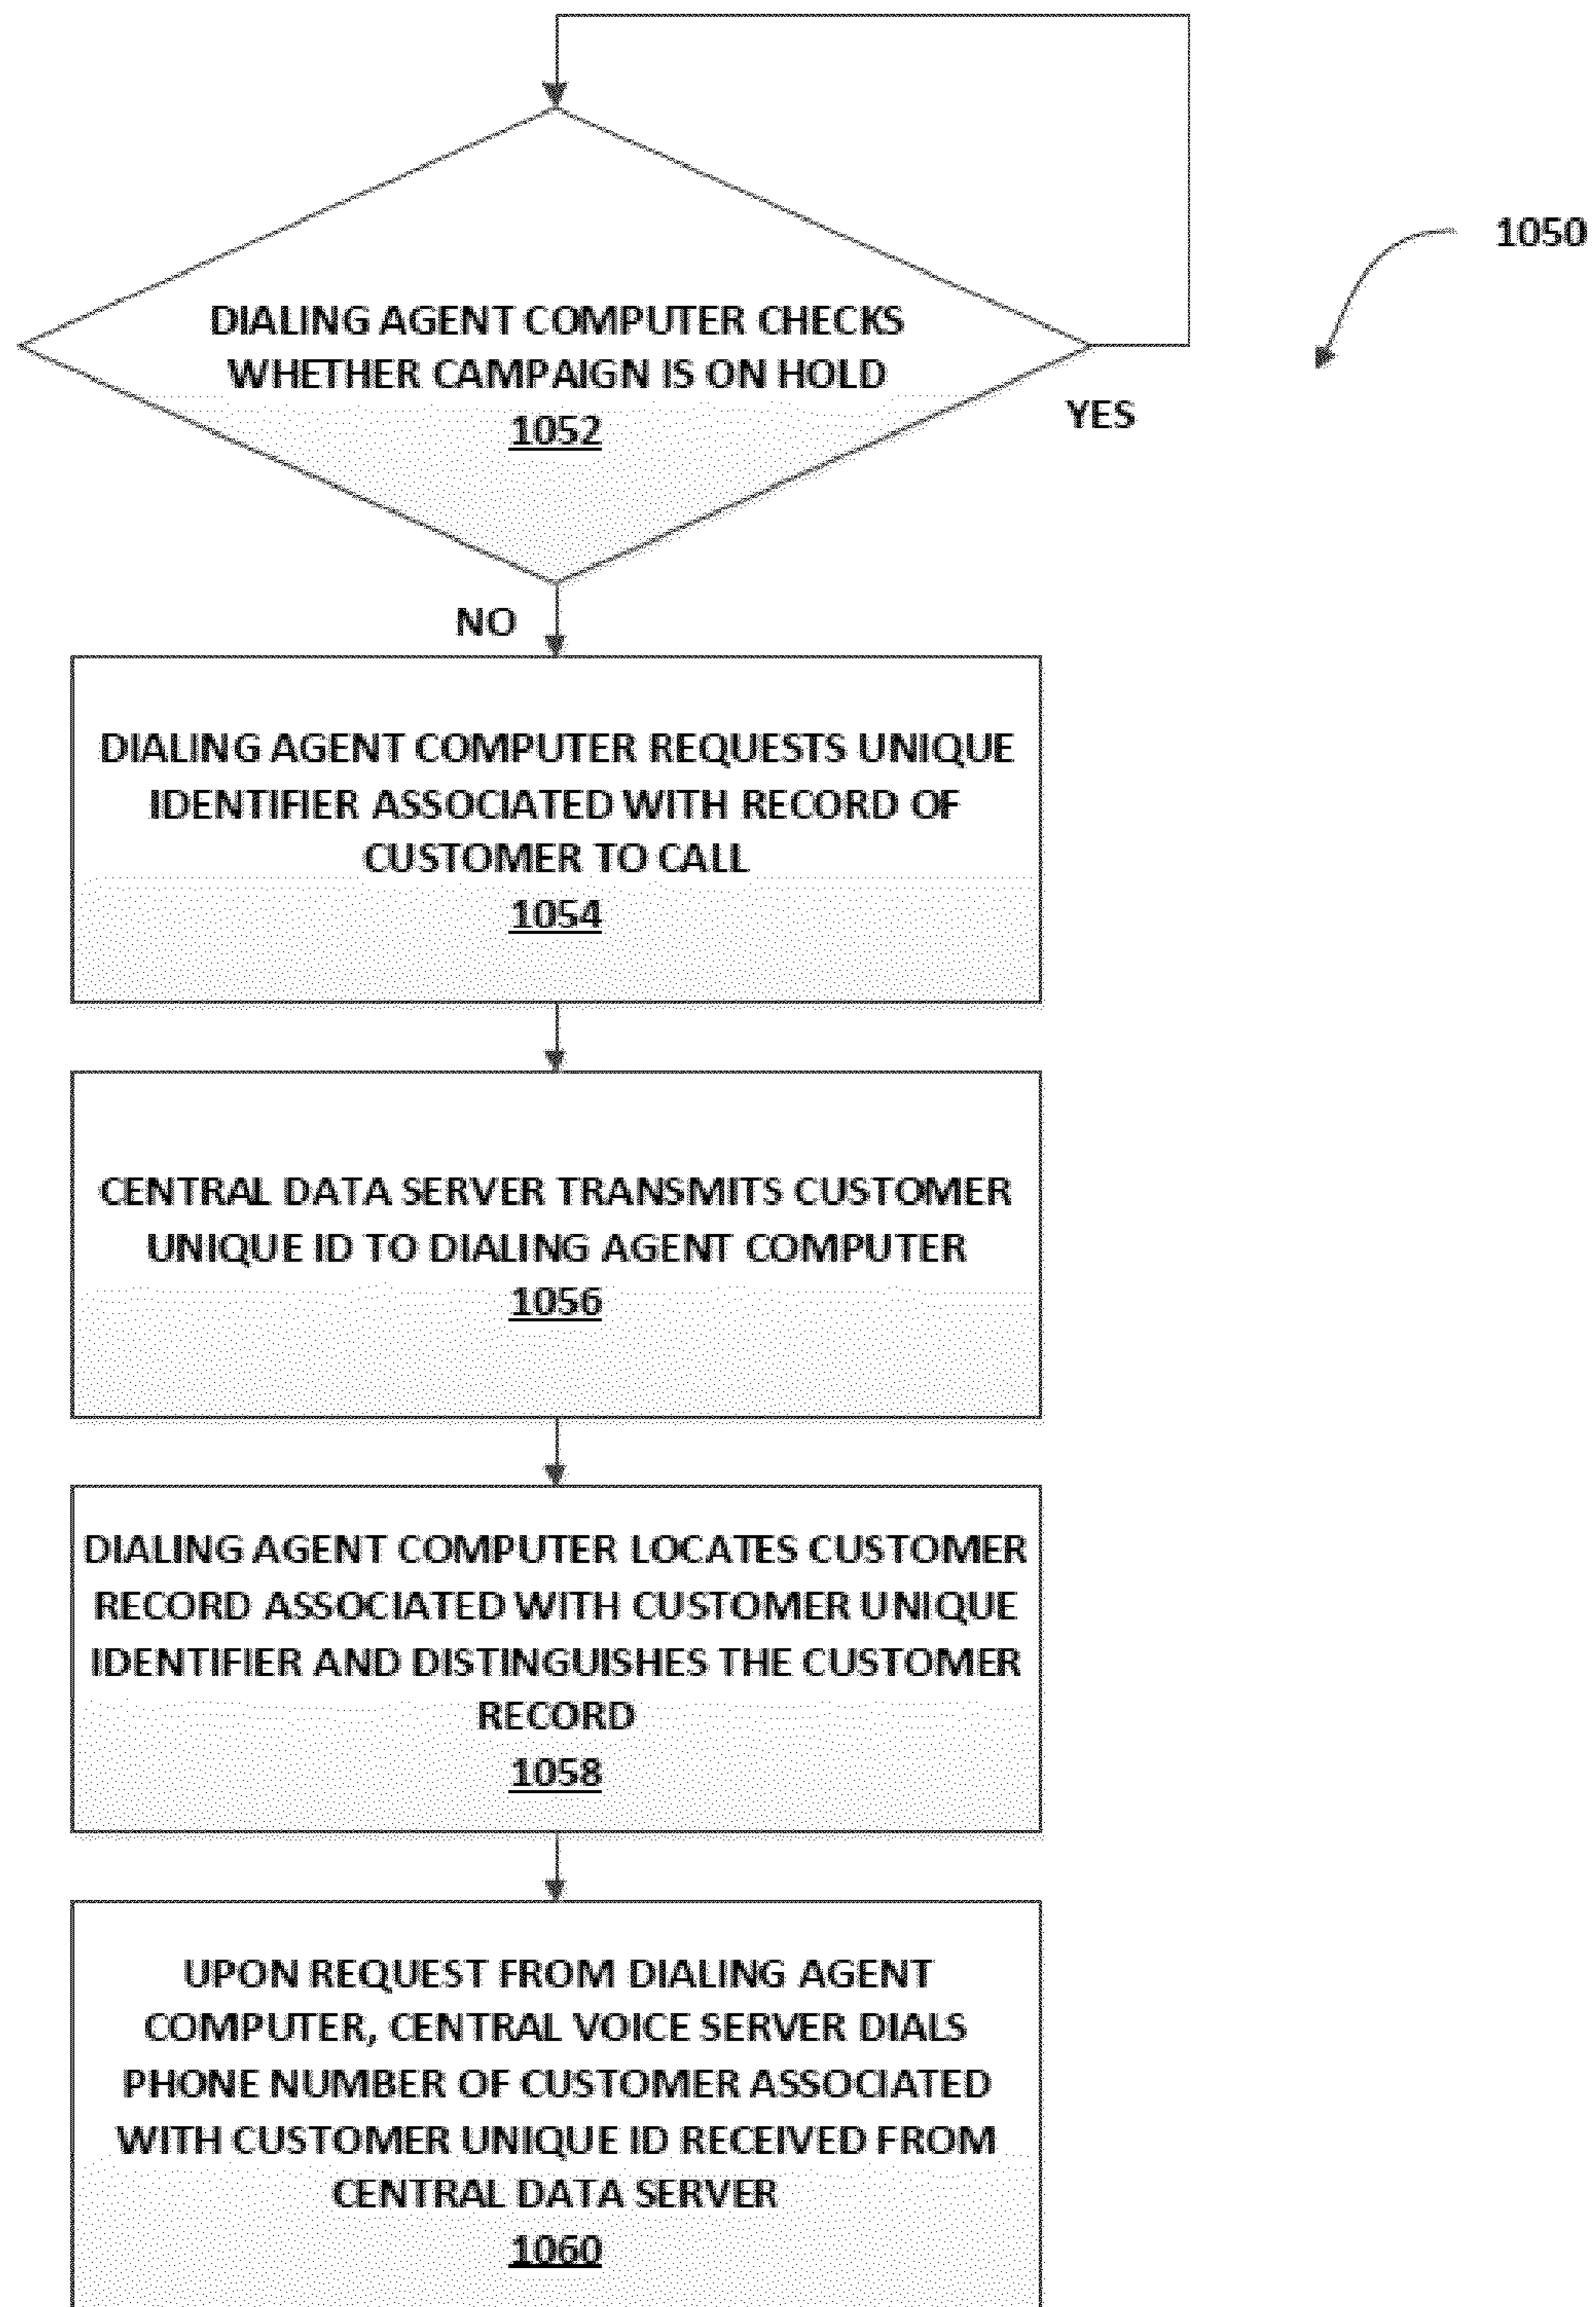 1050
DIALING AGENT COMPUTER CHECKS
WHETHER CAMPAIGN IS ON HOLD
1052
YES
NO
DIALING AGENT COMPUTER REQUESTS UNIQUE
IDENTIFIER ASSOCIATED WITH RECORD OF
CUSTOMER TO CALL
1054
CENTRAL DATA SERVER TRANSMITS CUSTOMER
UNIQUE ID TO DIALING AGENT COMPUTER
1056
DIALING AGENT COMPUTER LOCATES CUSTOMER
RECORD ASSOCIATED WITH CUSTOMER UNIQUE
IDENTIFIER AND DISTINGUISHES THE CUSTOMER
RECORD
1058
UPON REQUEST FROM DIALING AGENT
COMPUTER, CENTRAL VOICE SERVER DIALS
PHONE NUMBER OF CUSTOMER ASSOCIATED
WITH CUSTOMER UNIQUE ID RECEIVED FROM
CENTRAL DATA SERVER
1060